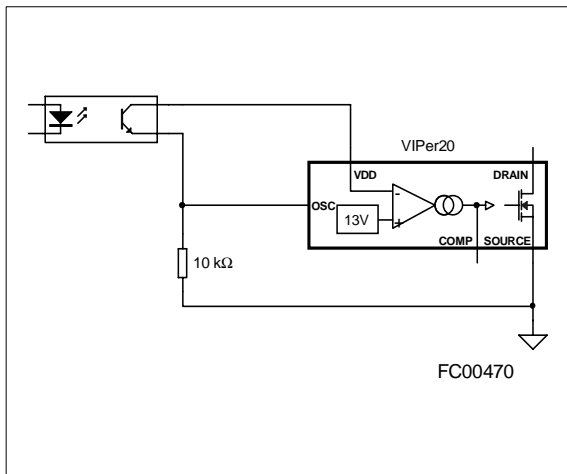 VIPer20
VDD
DRAIN
OSC
-
13V
+
COMP
SOURCE
10 kΩ
FC00470